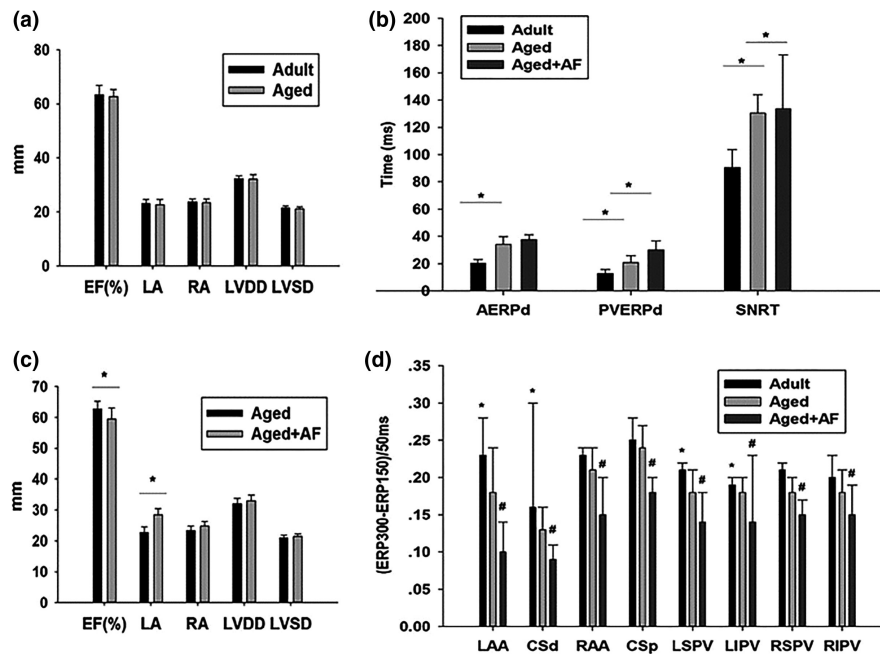 (a)
mm
80
60
40
20
0
Adult
Aged
EF(%) LA RA LVDD LVSD
(b)
Time (ms)
200
180
160
140
120
100
80
60
40
20
0
Adult
Aged
Aged+AF
*
*
*
*
*
AERPd PVERPd SNRT
(c)
mm
70
60
50
40
30
20
10
0
Aged
Aged+AF
*
*
EF(%) LA RA LVDD LVSD
(d)
(ERP300-ERP150)/50ms
.35
.30
.25
.20
.15
.10
.05
0.00
Adult
Aged
Aged+AF
* # * # # # * # * # # #
LAA CSd RAA CSp LSPV LIPV RSPV RIPV